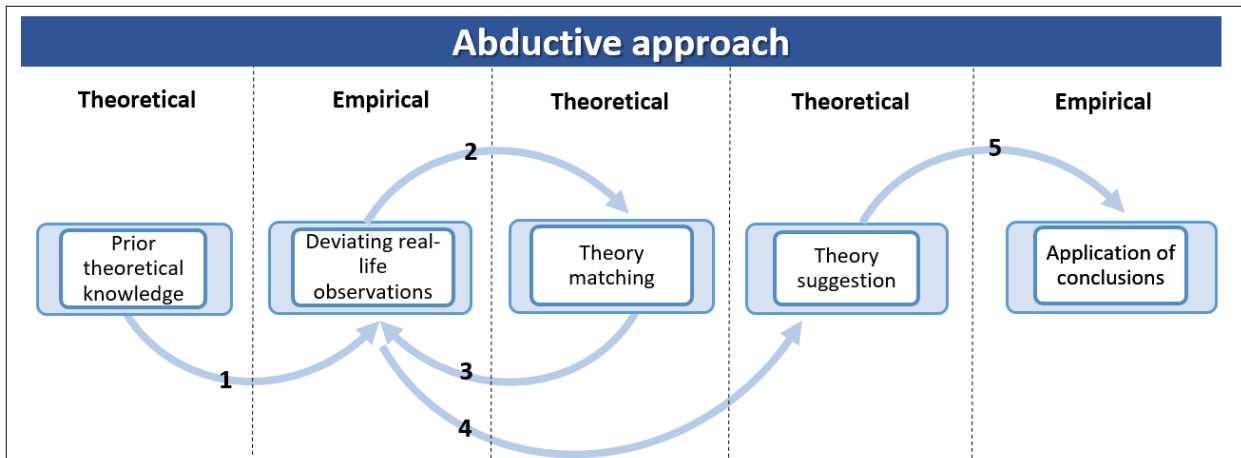 Abductive approach
Theoretical
Empirical
Theoretical
Theoretical
Empirical
2
5
Prior
theoretical
knowledge
Deviating real-
life
observations
Theory
matching
Theory
suggestion
Application of
conclusions
1
3
4